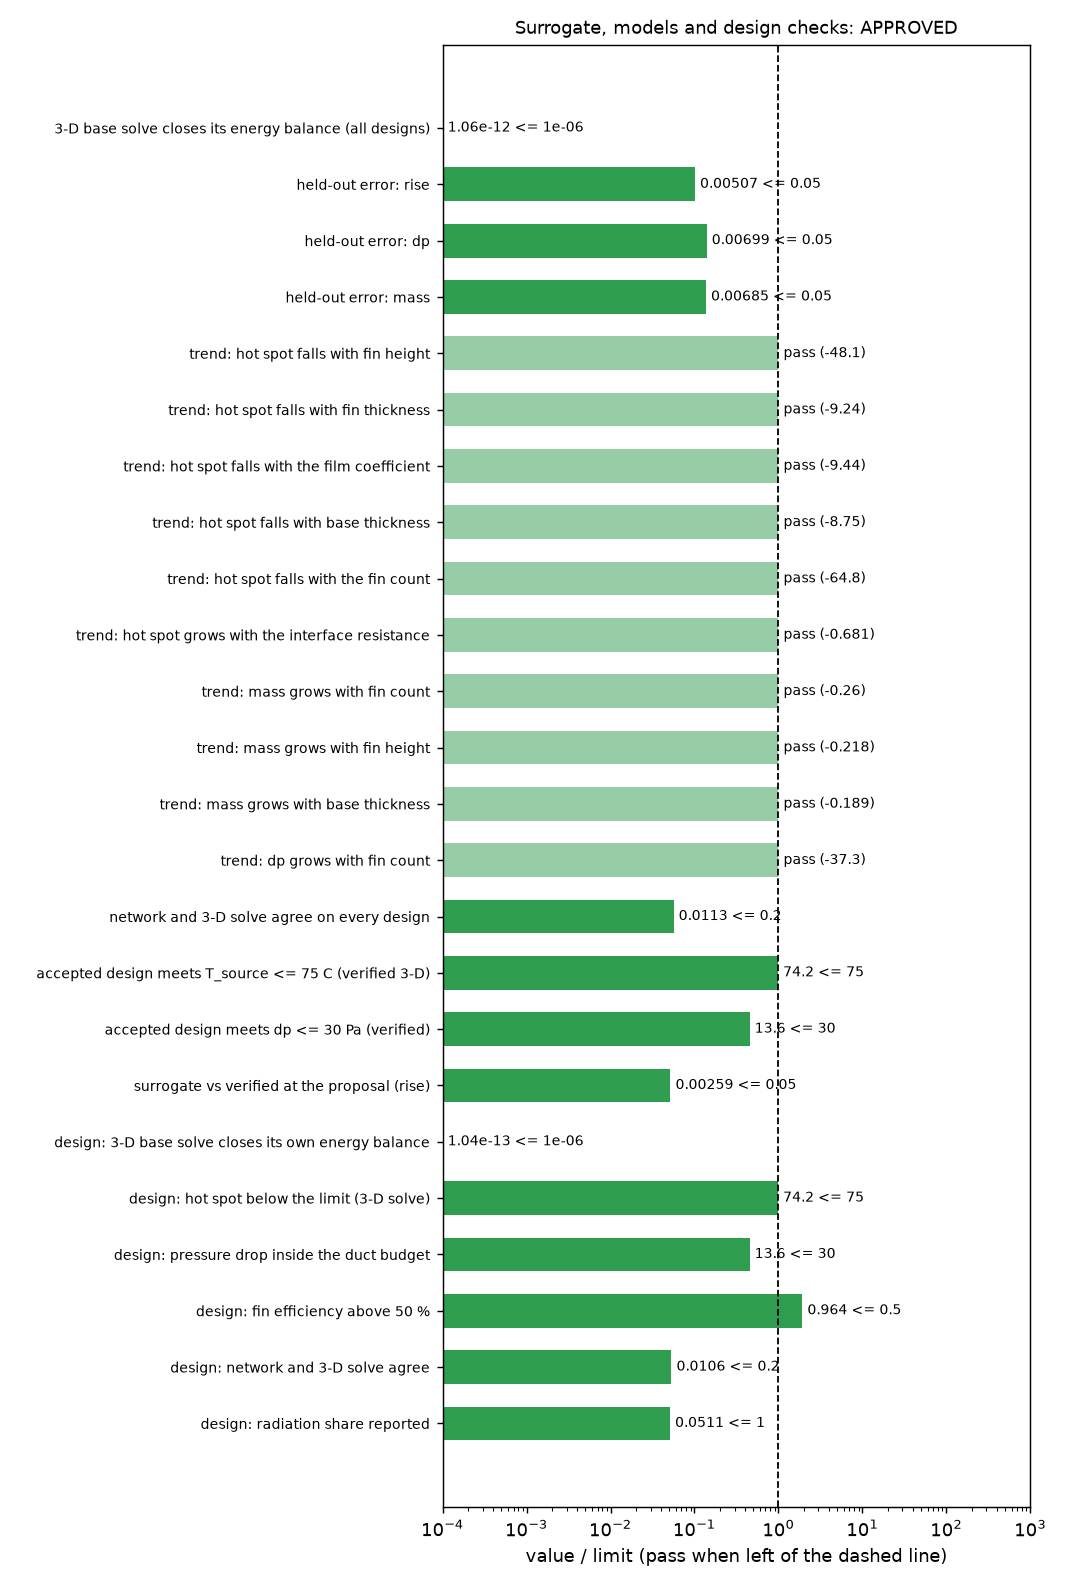 Surrogate, models and design checks: APPROVED
3-D base solve closes its energy balance (all designs) 1.06e-12 <= 1e-06
held-out error: rise 0.00507 <= 0.05
held-out error: dp 0.00699 <= 0.05
held-out error: mass 0.00685 <= 0.05
trend: hot spot falls with fin height pass (-48.1)
trend: hot spot falls with fin thickness pass (-9.24)
trend: hot spot falls with the film coefficient pass (-9.44)
trend: hot spot falls with base thickness pass (-8.75)
trend: hot spot falls with the fin count pass (-64.8)
trend: hot spot grows with the interface resistance pass (-0.681)
trend: mass grows with fin count pass (-0.26)
trend: mass grows with fin height pass (-0.218)
trend: mass grows with base thickness pass (-0.189)
trend: dp grows with fin count pass (-37.3)
network and 3-D solve agree on every design 0.0113 <= 0.2
accepted design meets T_source <= 75 C (verified 3-D) 74.2 <= 75
accepted design meets dp <= 30 Pa (verified) 13.6 <= 30
surrogate vs verified at the proposal (rise) 0.00259 <= 0.05
design: 3-D base solve closes its own energy balance 1.04e-13 <= 1e-06
design: hot spot below the limit (3-D solve) 74.2 <= 75
design: pressure drop inside the duct budget 13.6 <= 30
design: fin efficiency above 50 % 0.964 <= 0.5
design: network and 3-D solve agree 0.0106 <= 0.2
design: radiation share reported 0.0511 <= 1
10⁻⁴ 10⁻³ 10⁻² 10⁻¹ 10⁰ 10¹ 10² 10³
value / limit (pass when left of the dashed line)